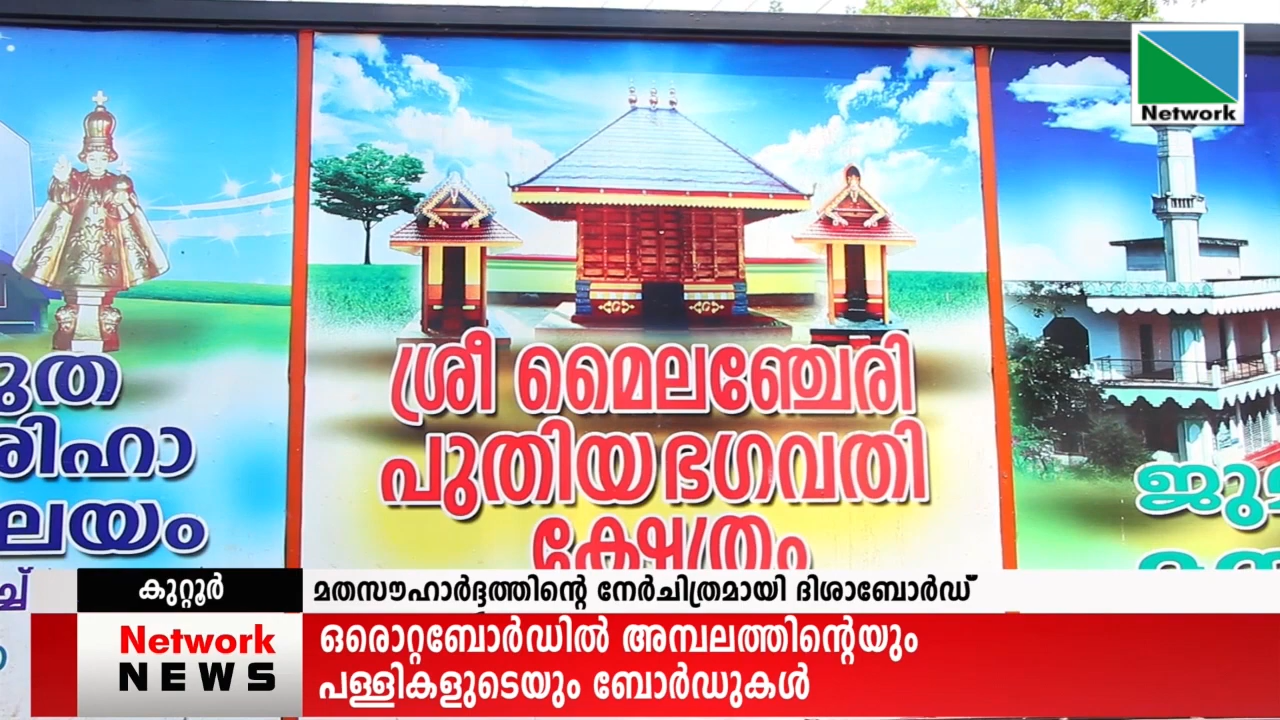 Network
ശ്രീ മൈലഞ്ചേരി
പുതിയ ഭഗവതി
ക്ഷേത്രം
കുറ്റൂർ
മതസൗഹാർദ്ദത്തിന്റെ നേർചിത്രമായി ദിശാബോർഡ്
Network
NEWS
ഒരൊറ്റബോർഡിൽ അമ്പലത്തിന്റെയും
പള്ളികളുടെയും ബോർഡുകൾ